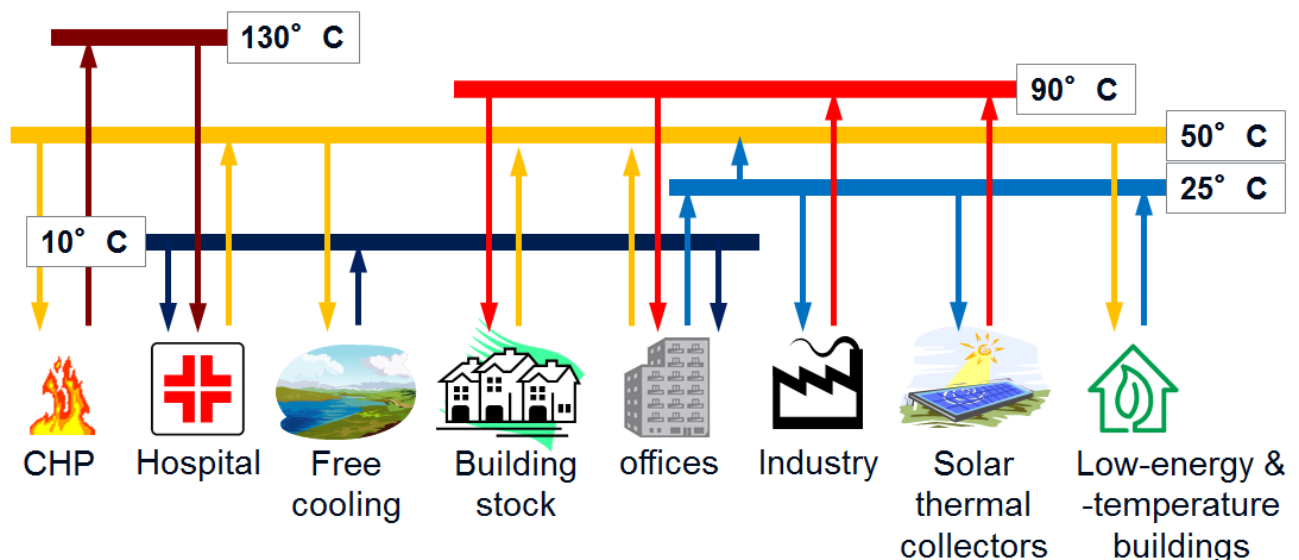 130° C
90° C
50° C
25° C
10° C
CHP
Hospital
Free
cooling
Building
stock
offices
Industry
Solar
thermal
collectors
Low-energy &
-temperature
buildings